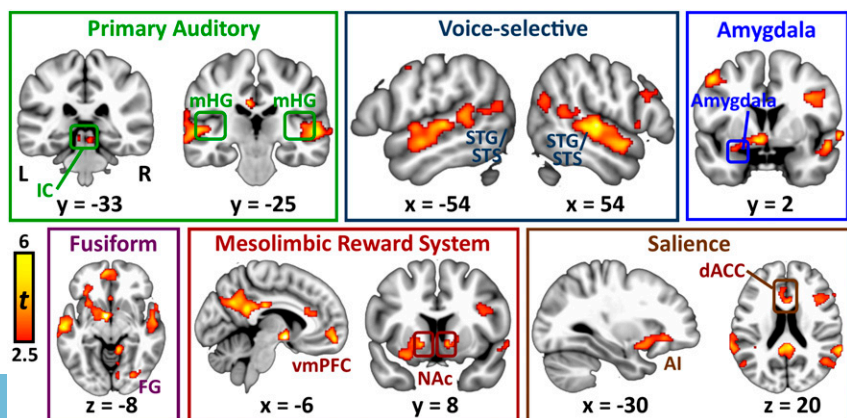 Primary Auditory
Voice-selective
Amygdala
mHG mHG
Amygdala
STG/
STS
STG/
STS
L R
IC
y = -33 y = -25 x = -54 x = 54 y = 2
Fusiform
Mesolimbic Reward System
Salience
6
t
2.5
dACC
vmPFC
NAc
AI
FG
z = -8 x = -6 y = 8 x = -30 z = 20